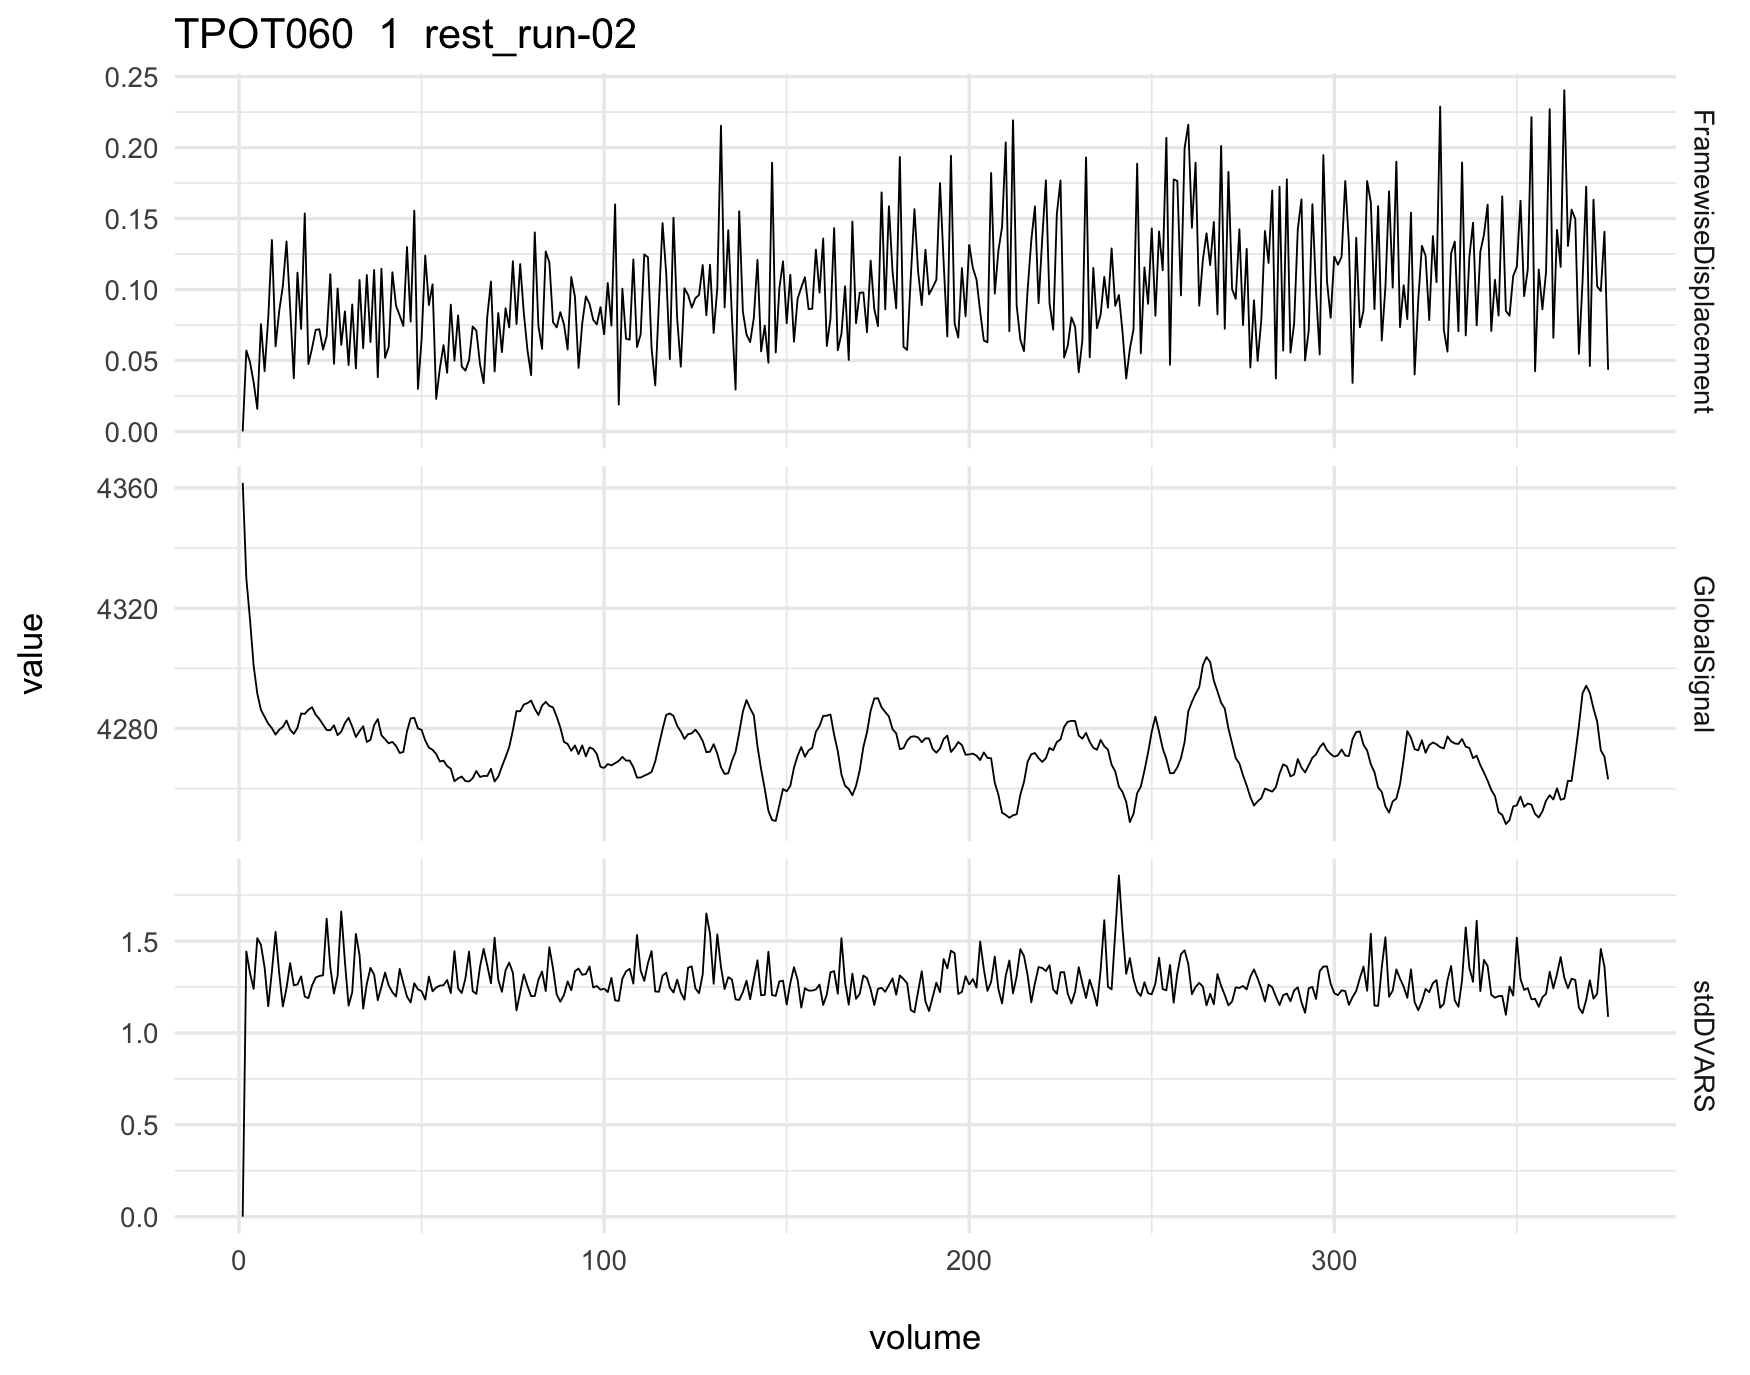 TPOT060 1 rest_run-02
0.25
0.20
0.15
0.10
0.05
0.00
FramewiseDisplacement
4360
4320
4280
GlobalSignal
value
1.5
1.0
0.5
0.0
stdDVARS
0 100 200 300
volume